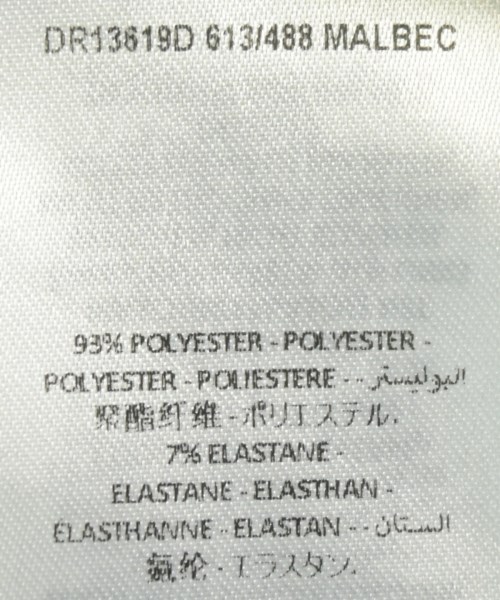 DR13619D 613/488 MALBEC
93% POLYESTER - POLYESTER -
POLYESTER - POLIESTERE - - البوليستر
聚酯纤维 - ポリエステル.
7% ELASTANE -
ELASTANE - ELASTHAN -
ELASTHANNE - ELASTAN - - الستان
氨纶 - エラスタン.